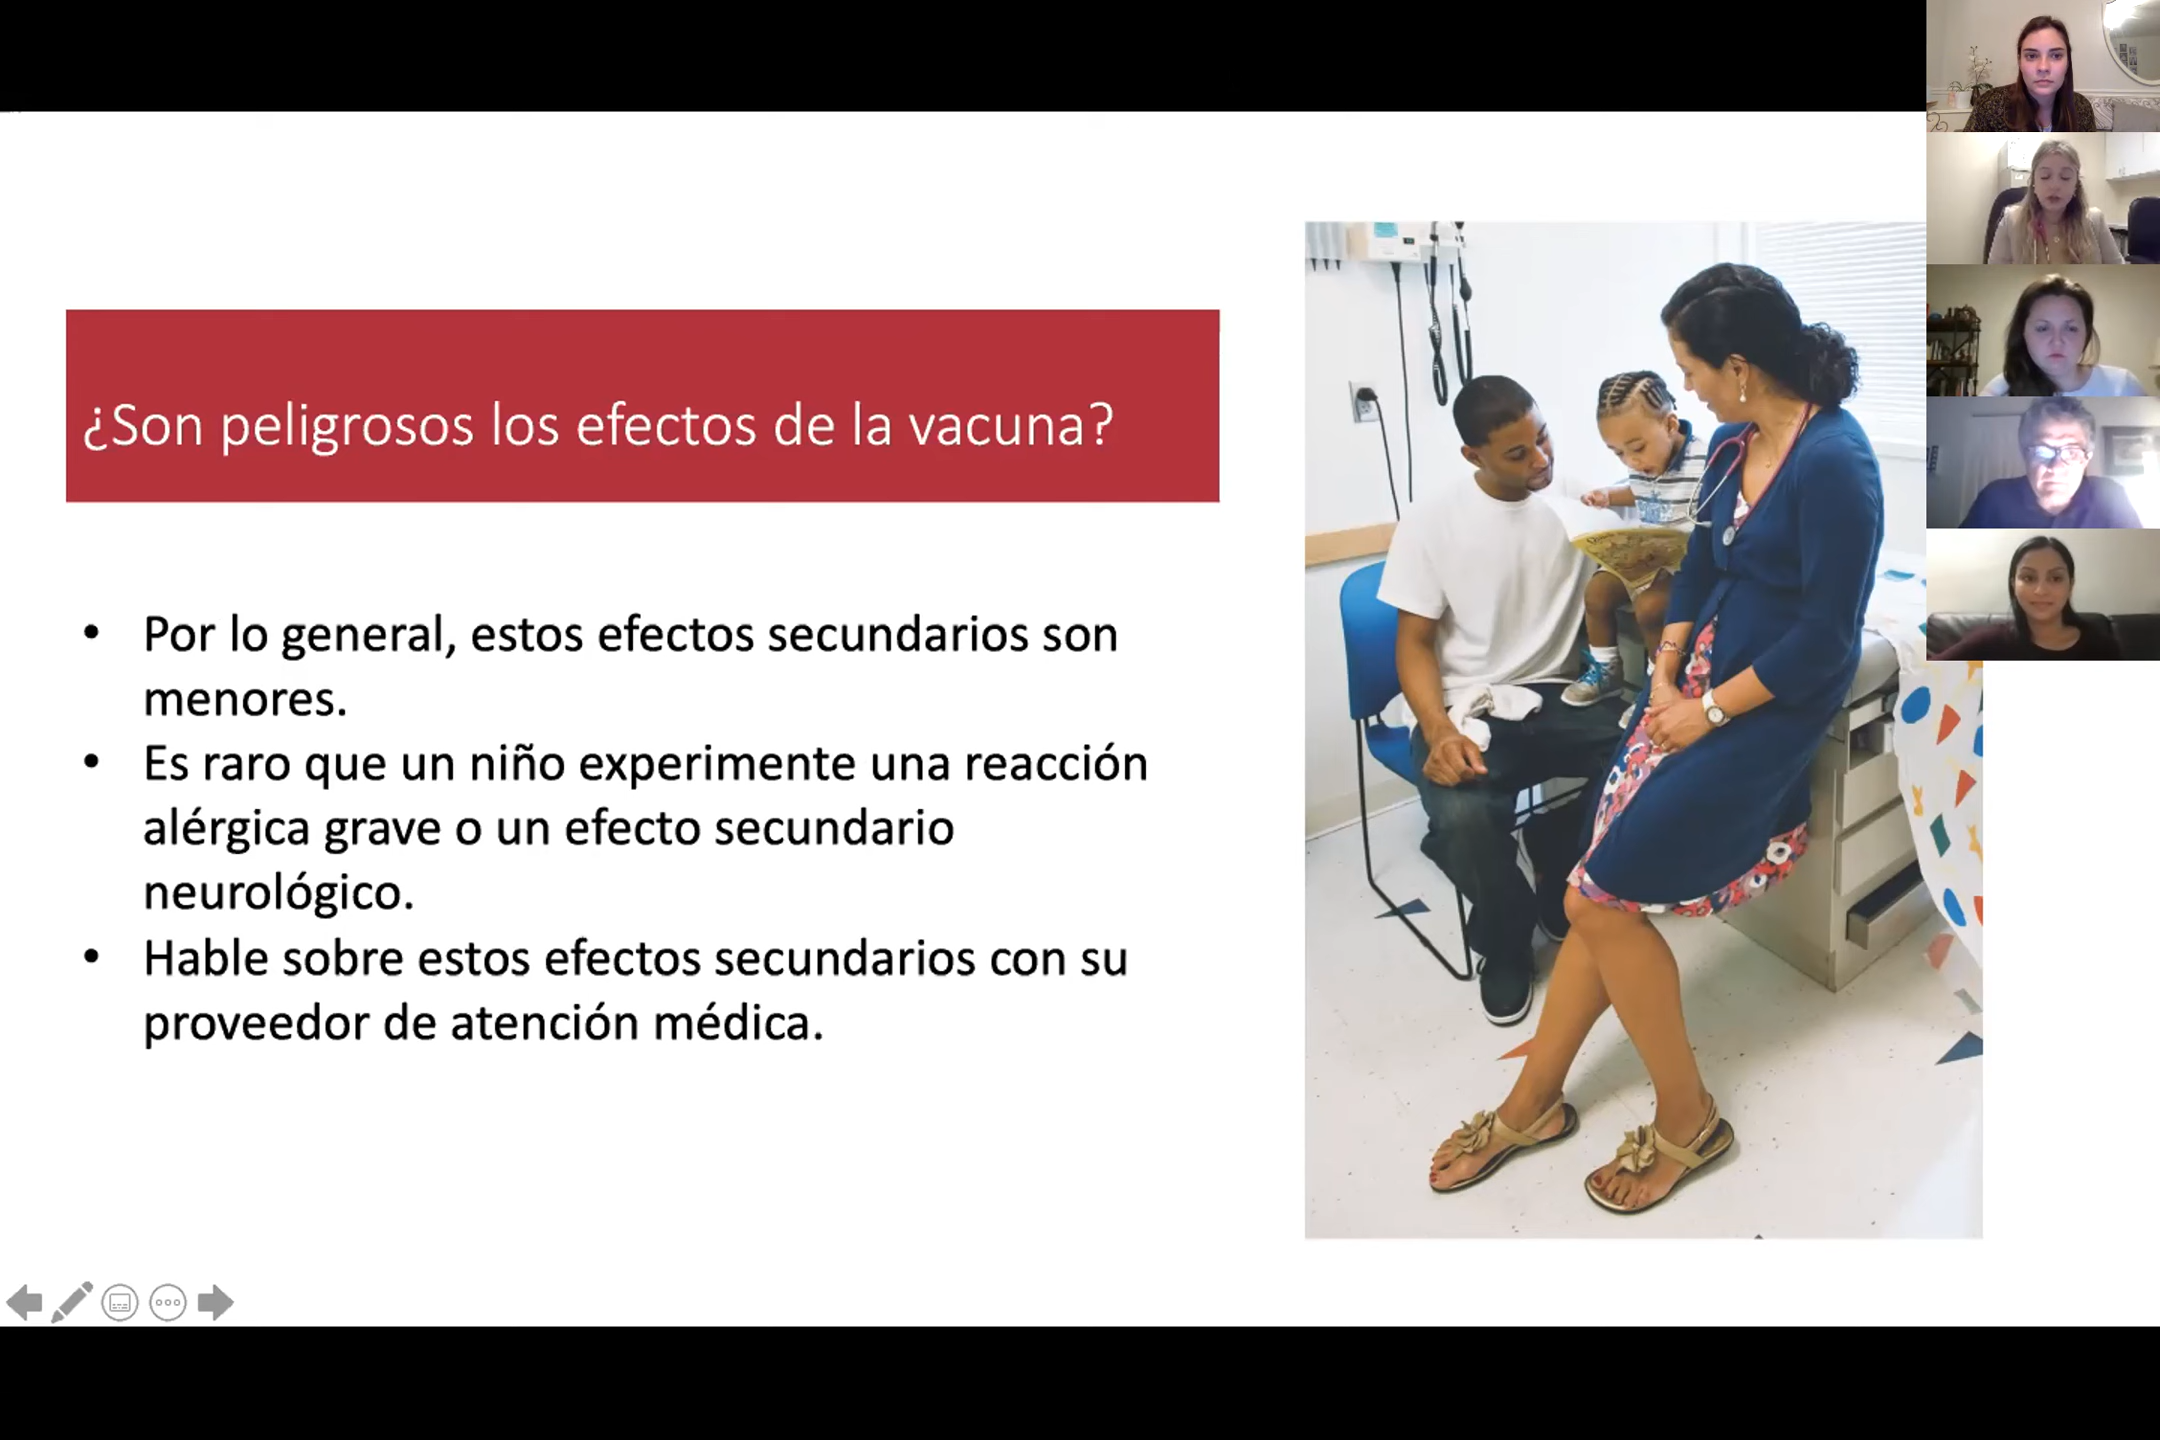 ¿Son peligrosos los efectos de la vacuna?
• Por lo general, estos efectos secundarios son
menores.
• Es raro que un niño experimente una reacción
alérgica grave o un efecto secundario
neurológico.
• Hable sobre estos efectos secundarios con su
proveedor de atención médica.